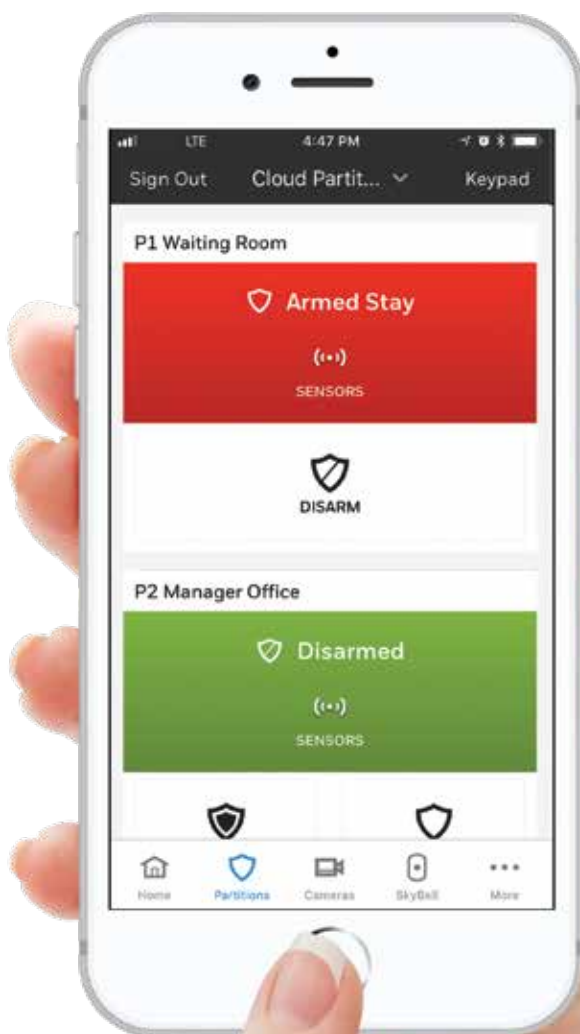 LTE 4:47 PM
Sign Out Cloud Partit... Keypad
P1 Waiting Room
Armed Stay
SENSORS
DISARM
P2 Manager Office
Disarmed
SENSORS
Home Partitions Cameras SkyBell More